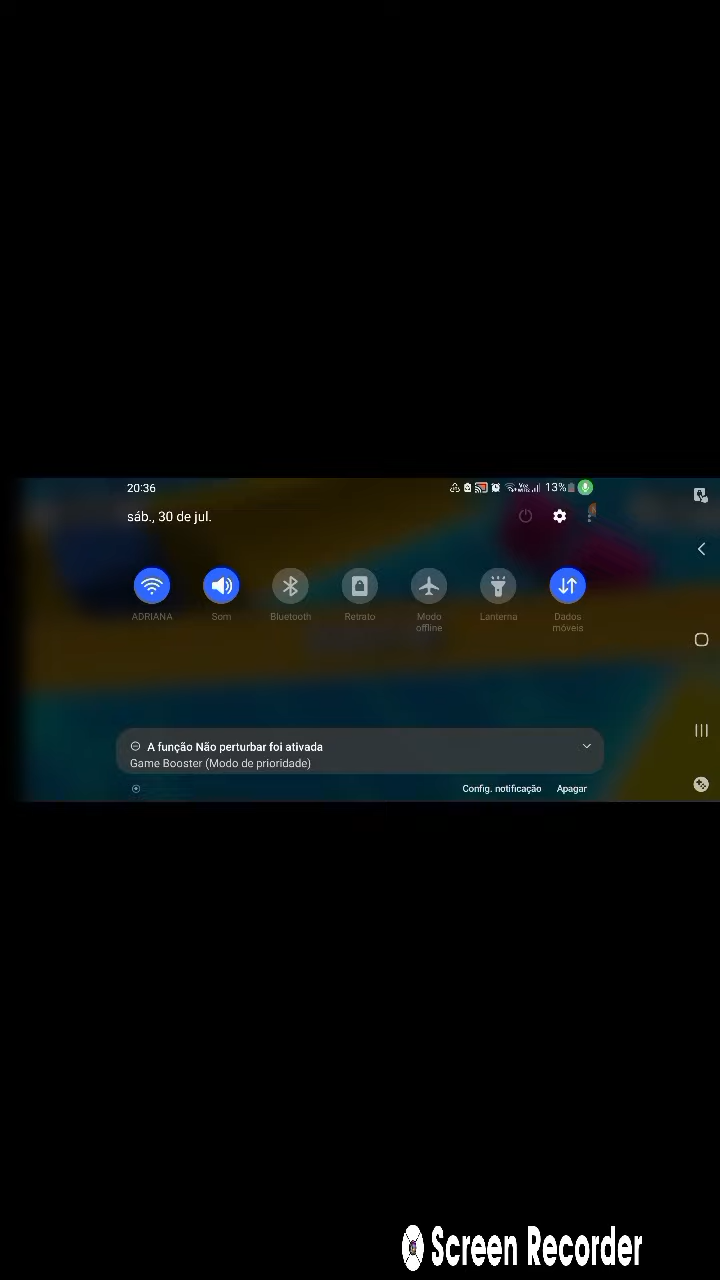 20:36
13%
sáb., 30 de jul.
ADRIANA
Som
Bluetooth
Retrato
Modo
offline
Lanterna
Dados
móveis
A função Não perturbar foi ativada
Game Booster (Modo de prioridade)
Config. notificação
Apagar
Screen Recorder